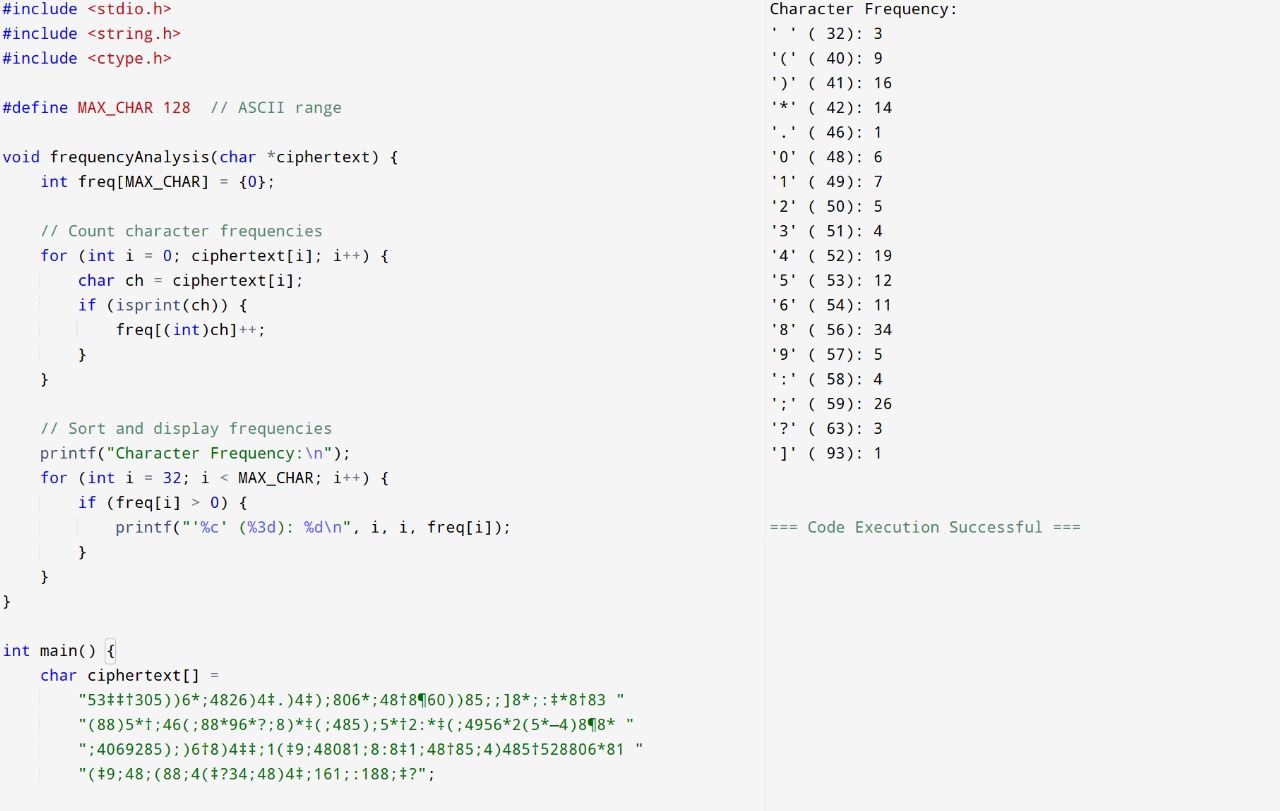 #include <stdio.h>
#include <string.h>
#include <ctype.h>
#define MAX_CHAR 128  // ASCII range
void frequencyAnalysis(char *ciphertext) {
    int freq[MAX_CHAR] = {0};
    // Count character frequencies
    for (int i = 0; ciphertext[i]; i++) {
        char ch = ciphertext[i];
        if (isprint(ch)) {
            freq[(int)ch]++;
        }
    }
    // Sort and display frequencies
    printf("Character Frequency:\n");
    for (int i = 32; i < MAX_CHAR; i++) {
        if (freq[i] > 0) {
            printf("'%c' (%3d): %d\n", i, i, freq[i]);
        }
    }
}
int main() {
    char ciphertext[] =
        "53‡‡†305))6*;4826)4‡.)4‡);806*;48†8¶60))85;;]8*;:‡*8†83 "
        "(88)5*†;46(;88*96*?;8)*‡(;485);5*†2:*‡(;4956*2(5*—4)8¶8* "
        ";4069285);)6†8)4‡‡;1(‡9;48081;8:8‡1;48†85;4)485†528806*81 "
        "(‡9;48;(88;4(‡?34;48)4‡;161;:188;‡?";
Character Frequency:
' ' ( 32): 3
'(' ( 40): 9
')' ( 41): 16
'*' ( 42): 14
'.' ( 46): 1
'0' ( 48): 6
'1' ( 49): 7
'2' ( 50): 5
'3' ( 51): 4
'4' ( 52): 19
'5' ( 53): 12
'6' ( 54): 11
'8' ( 56): 34
'9' ( 57): 5
':' ( 58): 4
';' ( 59): 26
'?' ( 63): 3
']' ( 93): 1
=== Code Execution Successful ===